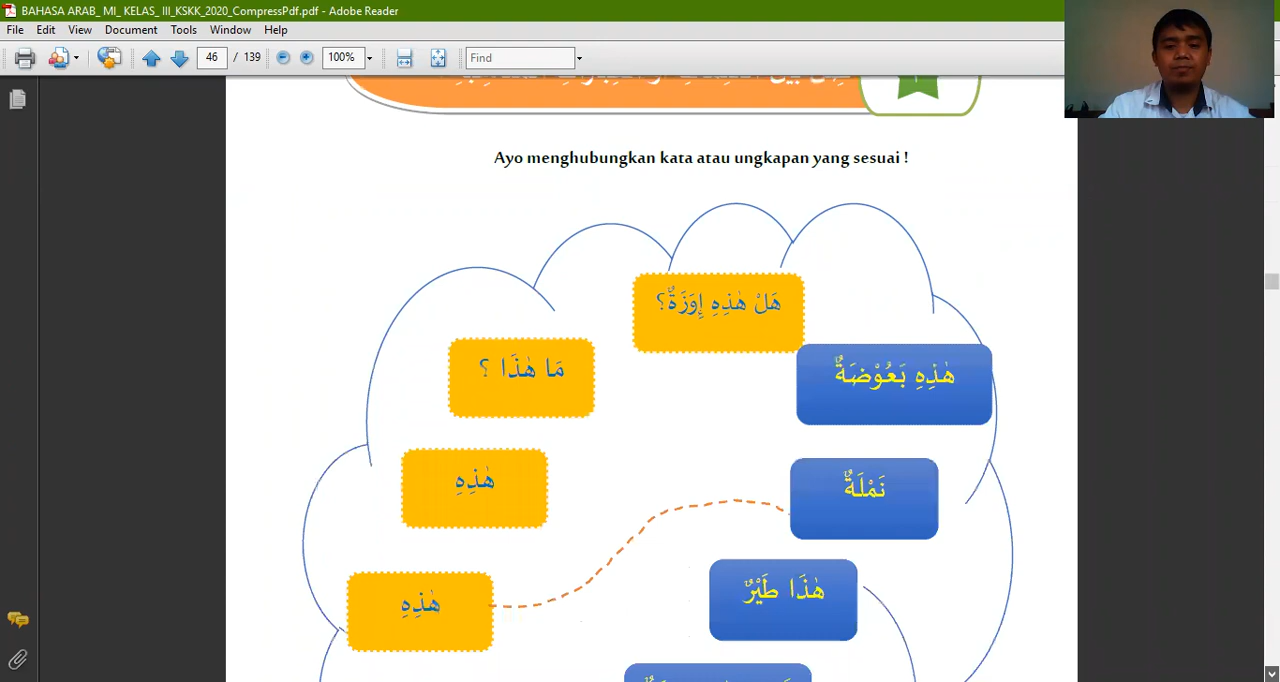 BAHASA ARAB_ MI_ KELAS_ III_KSKK_2020_CompressPdf.pdf - Adobe Reader
File Edit View Document Tools Window Help
46 / 139 100% Find
Ayo menghubungkan kata atau ungkapan yang sesuai !
هَلْ هٰذِهِ إِوَزَةٌ؟
مَا هٰذَا ؟
هٰذِهِ بَعُوْضَةٌ
هٰذِهِ
نَمْلَةٌ
هٰذِهِ
هٰذَا طَيْرٌ